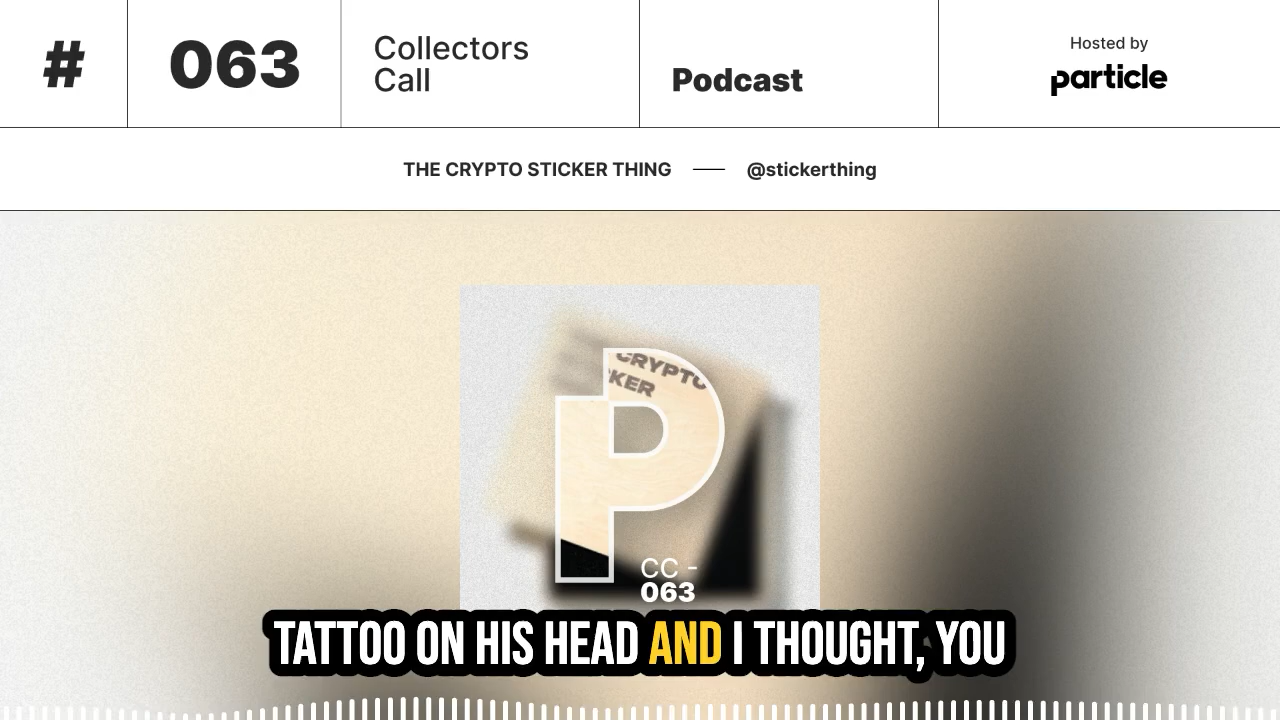 #
063
Collectors
Call
Podcast
Hosted by
particle
THE CRYPTO STICKER THING — @stickerthing
CRYPTO
KER
P
CC -
063
TATTOO ON HIS HEAD AND I THOUGHT, YOU